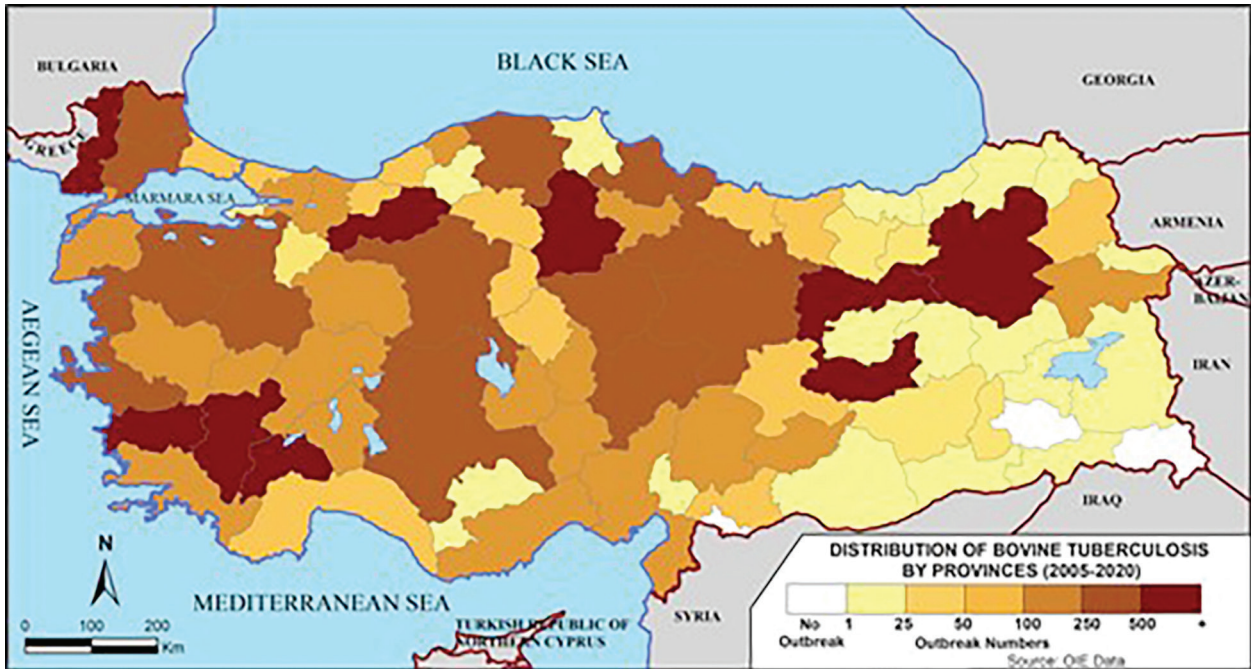 BULGARIA
BLACK SEA
GEORGIA
GREECE
MARMARA SEA
ARMENIA
AZER-
BAIJAN
AEGEAN SEA
IRAN
IRAQ
N
MEDITERRANEAN SEA
SYRIA
TURKISH REPUBLIC OF
NORTHERN CYPRUS
0 100 200
Km
DISTRIBUTION OF BOVINE TUBERCULOSIS
BY PROVINCES (2005-2020)
No 1 25 50 100 250 500 +
Outbreak Outbreak Numbers
Source: OIE Data